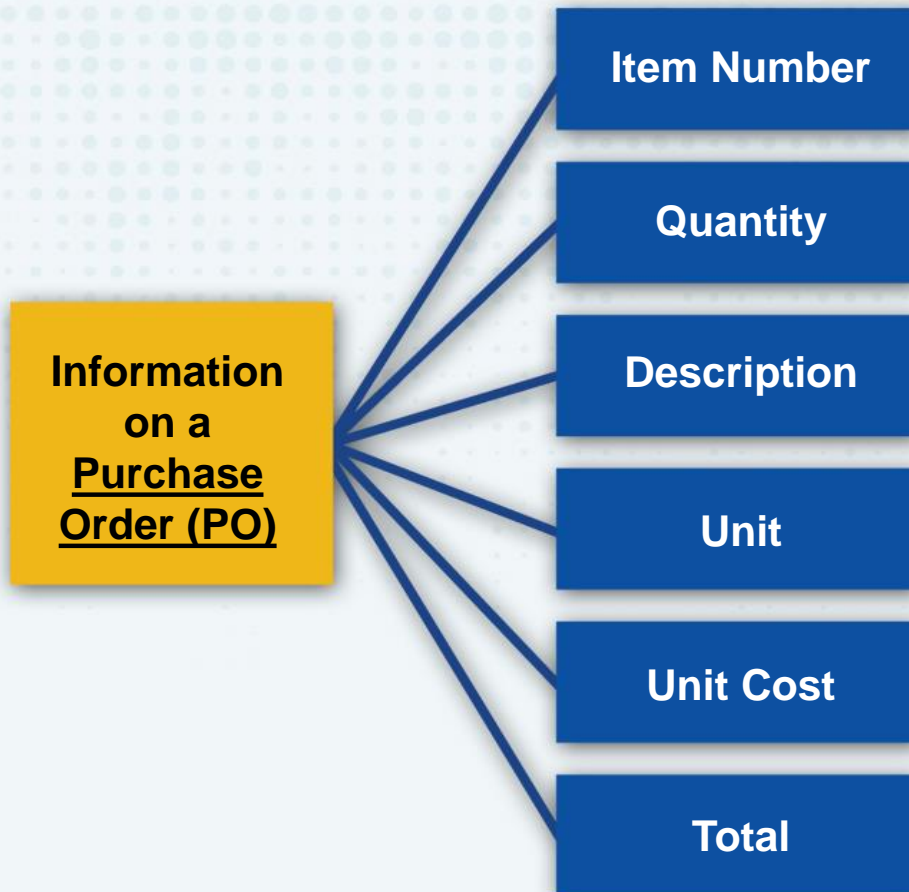 Information
on a
Purchase
Order (PO)
Item Number
Quantity
Description
Unit
Unit Cost
Total